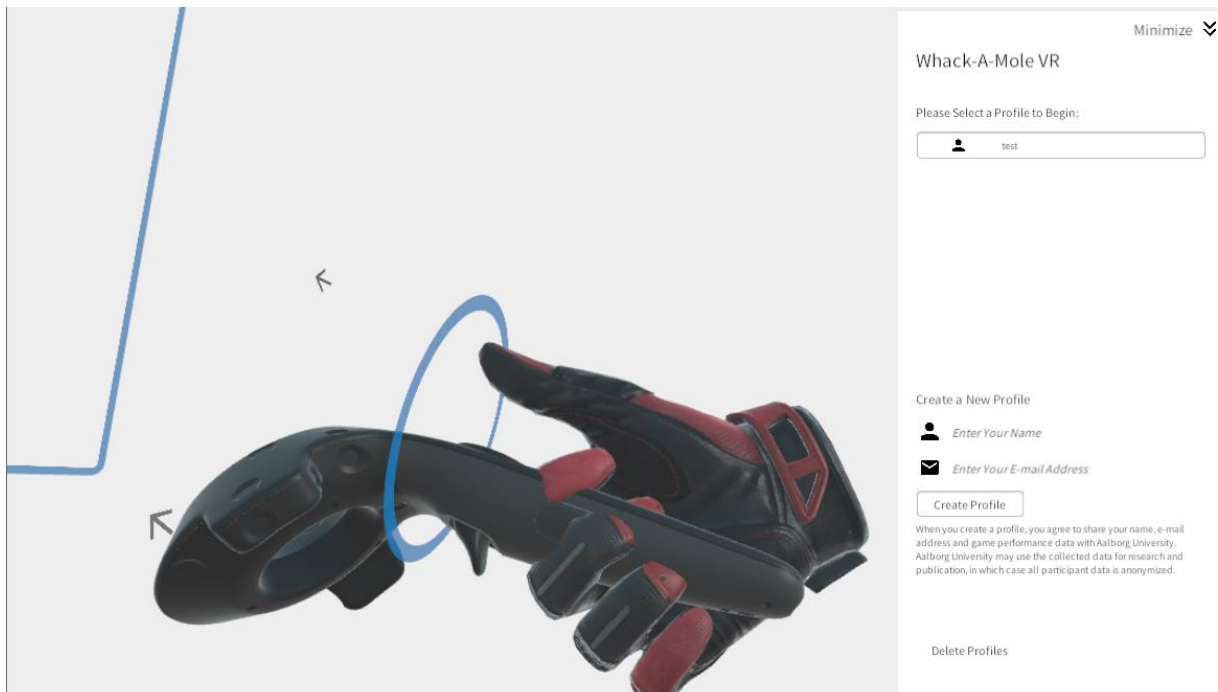 Minimize
Whack-A-Mole VR
Please Select a Profile to Begin:
test
Create a New Profile
Enter Your Name
Enter Your E-mail Address
Create Profile
When you create a profile, you agree to share your name, e-mail
address and game performance data with Aalborg University.
Aalborg University may use the collected data for research and
publication, in which case all participant data is anonymized.
Delete Profiles